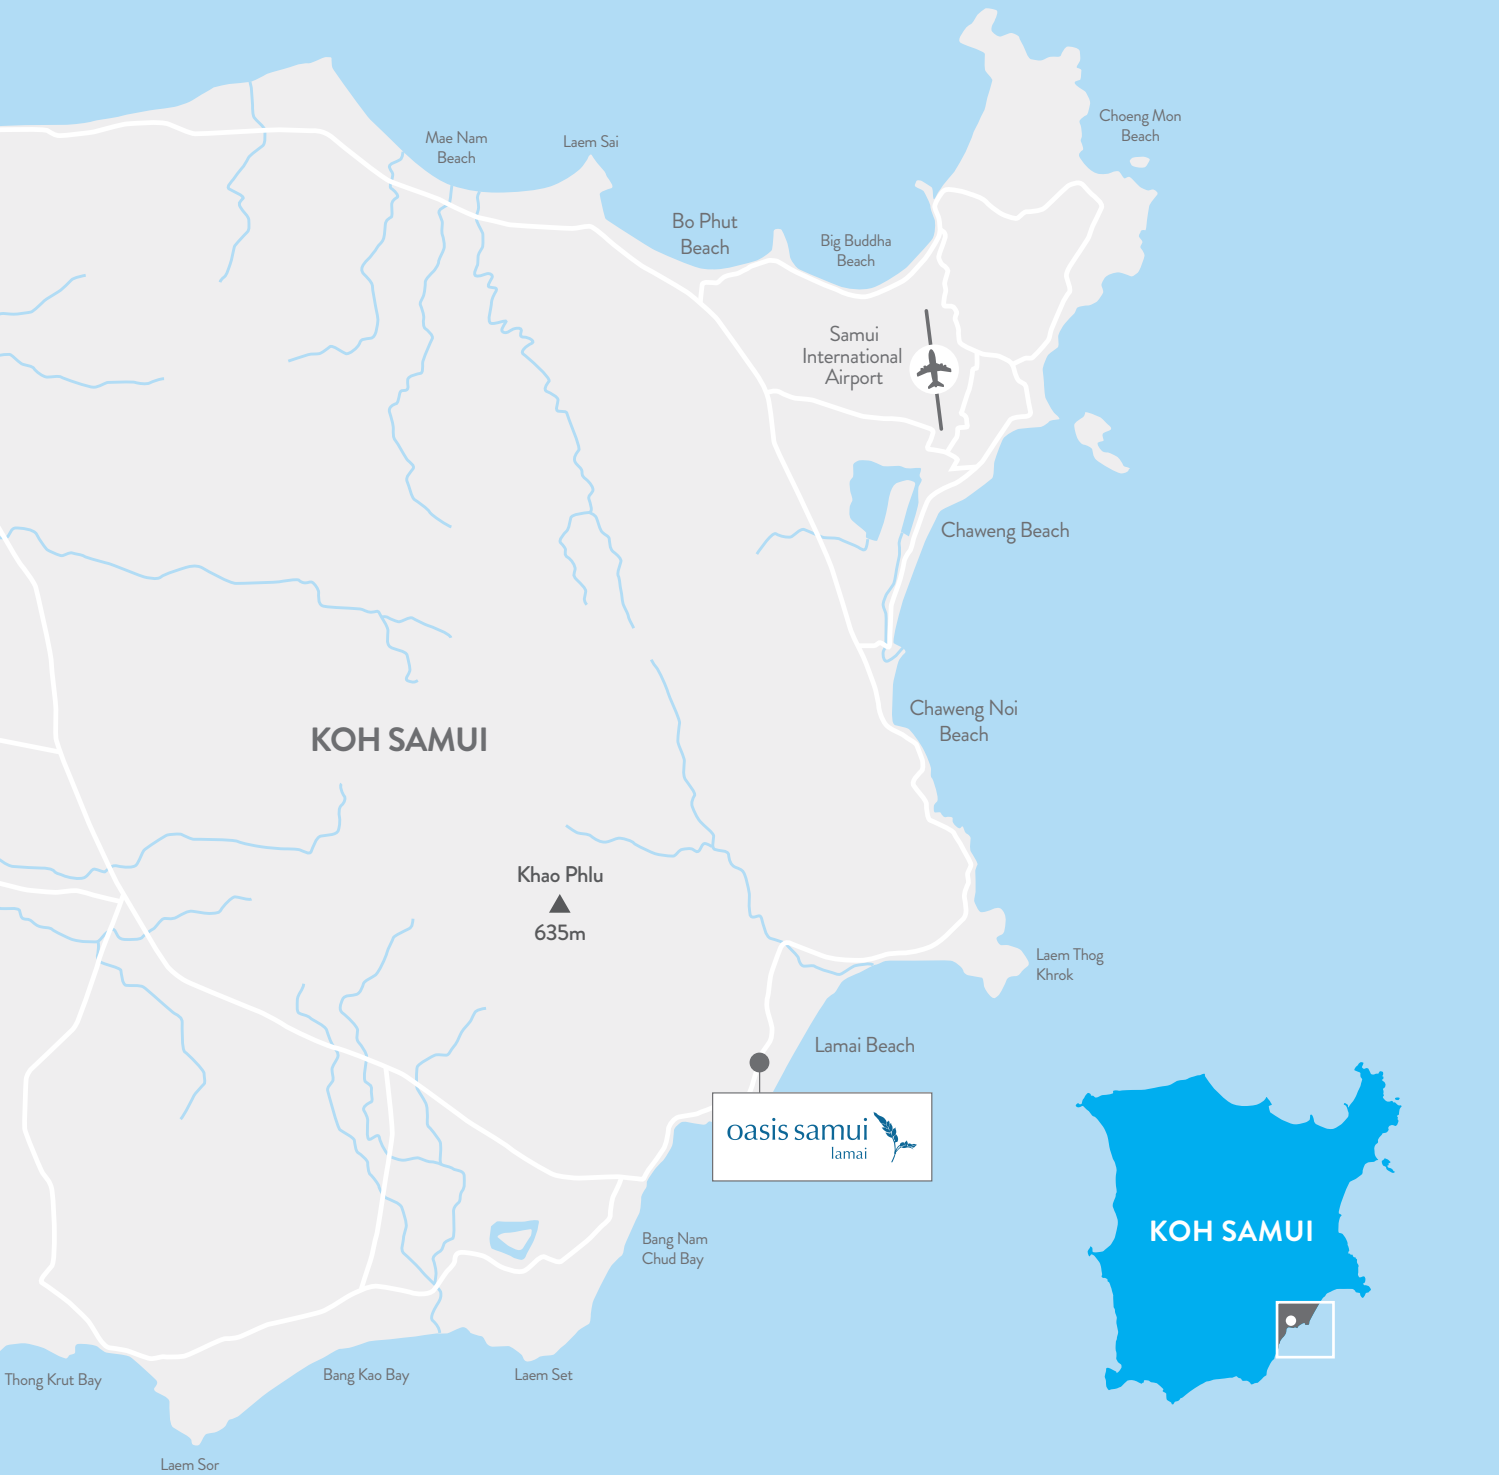 Choeng Mon
Beach
Mae Nam
Beach
Laem Sai
Bo Phut
Beach
Big Buddha
Beach
Samui
International
Airport
Chaweng Beach
Chaweng Noi
Beach
KOH SAMUI
Khao Phlu
635m
Laem Thog
Khrok
Lamai Beach
oasis samui
lamai
Bang Nam
Chud Bay
KOH SAMUI
Thong Krut Bay
Bang Kao Bay
Laem Set
Laem Sor